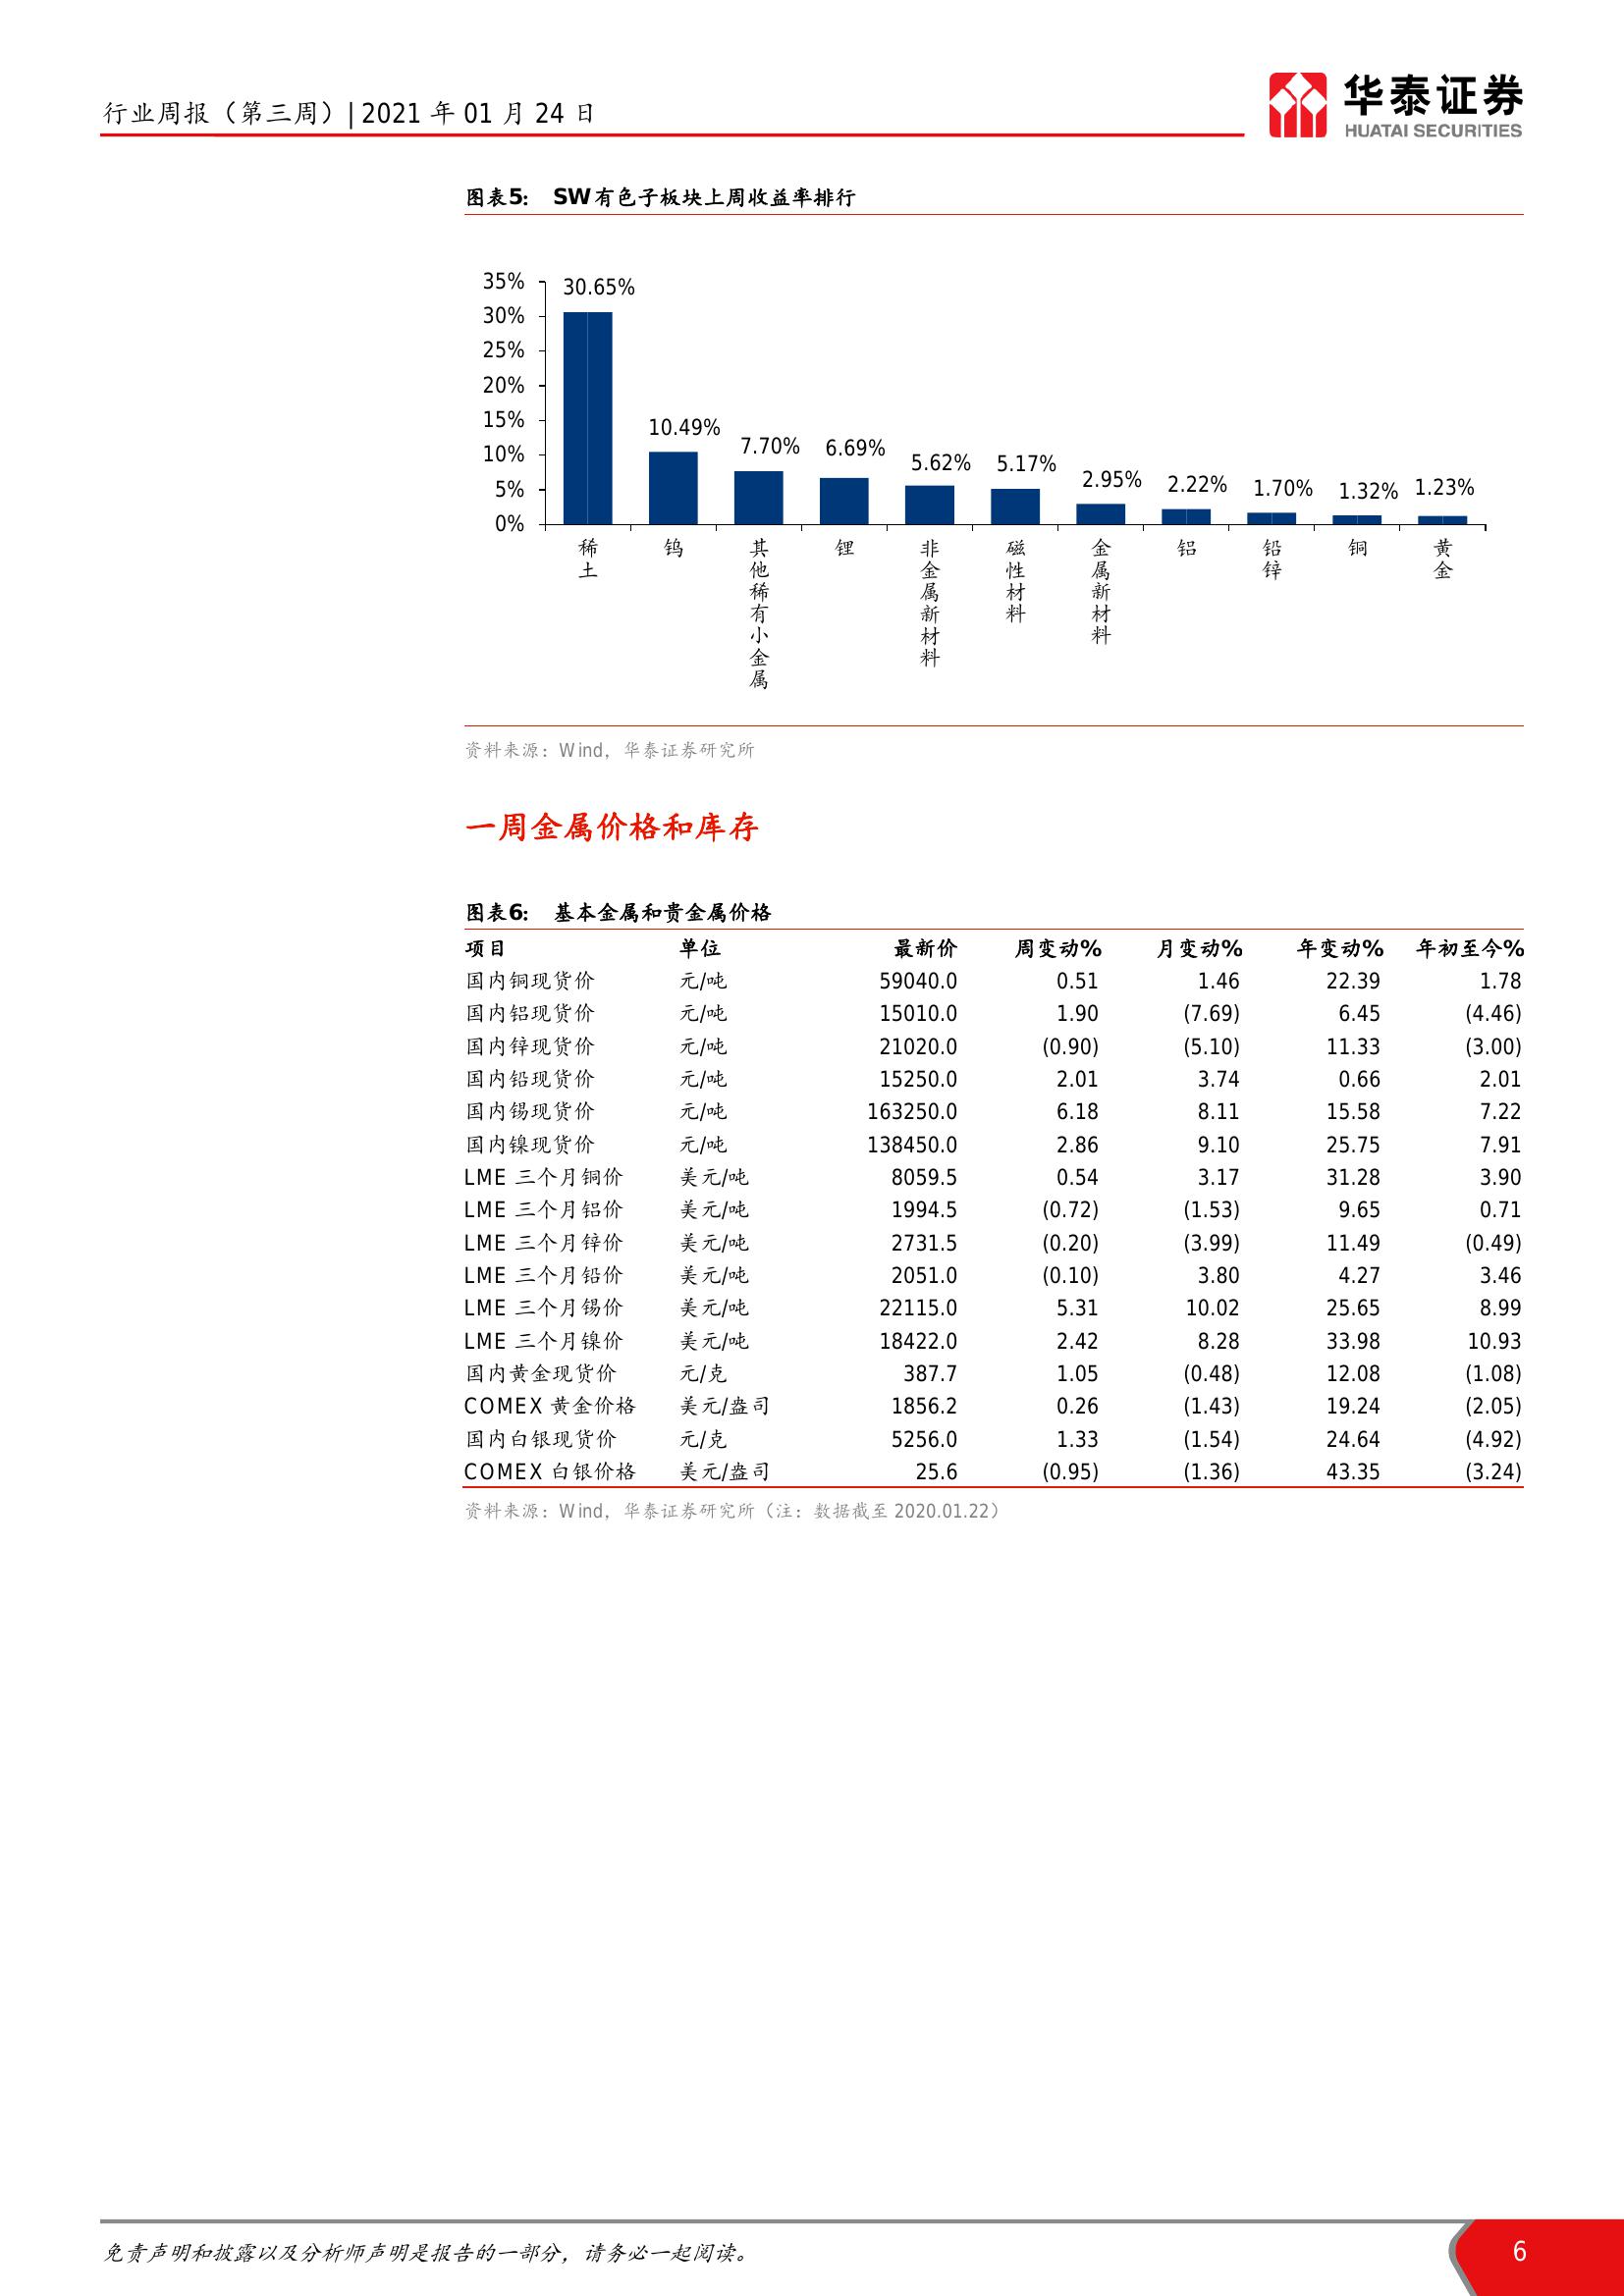 行业周报（第三周）| 2021 年 01 月 24 日
华泰证券
HUATAI SECURITIES
图表5： SW有色子板块上周收益率排行
35%
30%
25%
20%
15%
10%
5%
0%
30.65%
10.49%
7.70%
6.69%
5.62%
5.17%
2.95%
2.22%
1.70%
1.32%
1.23%
稀土
钨
其他稀有小金属
锂
非金属新材料
磁性材料
金属新材料
铝
铅锌
铜
黄金
资料来源：Wind，华泰证券研究所
一周金属价格和库存
图表6： 基本金属和贵金属价格
项目 单位 最新价 周变动% 月变动% 年变动% 年初至今%
国内铜现货价 元/吨 59040.0 0.51 1.46 22.39 1.78
国内铝现货价 元/吨 15010.0 1.90 (7.69) 6.45 (4.46)
国内锌现货价 元/吨 21020.0 (0.90) (5.10) 11.33 (3.00)
国内铅现货价 元/吨 15250.0 2.01 3.74 0.66 2.01
国内锡现货价 元/吨 163250.0 6.18 8.11 15.58 7.22
国内镍现货价 元/吨 138450.0 2.86 9.10 25.75 7.91
LME 三个月铜价 美元/吨 8059.5 0.54 3.17 31.28 3.90
LME 三个月铝价 美元/吨 1994.5 (0.72) (1.53) 9.65 0.71
LME 三个月锌价 美元/吨 2731.5 (0.20) (3.99) 11.49 (0.49)
LME 三个月铅价 美元/吨 2051.0 (0.10) 3.80 4.27 3.46
LME 三个月锡价 美元/吨 22115.0 5.31 10.02 25.65 8.99
LME 三个月镍价 美元/吨 18422.0 2.42 8.28 33.98 10.93
国内黄金现货价 元/克 387.7 1.05 (0.48) 12.08 (1.08)
COMEX 黄金价格 美元/盎司 1856.2 0.26 (1.43) 19.24 (2.05)
国内白银现货价 元/克 5256.0 1.33 (1.54) 24.64 (4.92)
COMEX 白银价格 美元/盎司 25.6 (0.95) (1.36) 43.35 (3.24)
资料来源：Wind，华泰证券研究所（注：数据截至 2020.01.22）
免责声明和披露以及分析师声明是报告的一部分，请务必一起阅读。
6